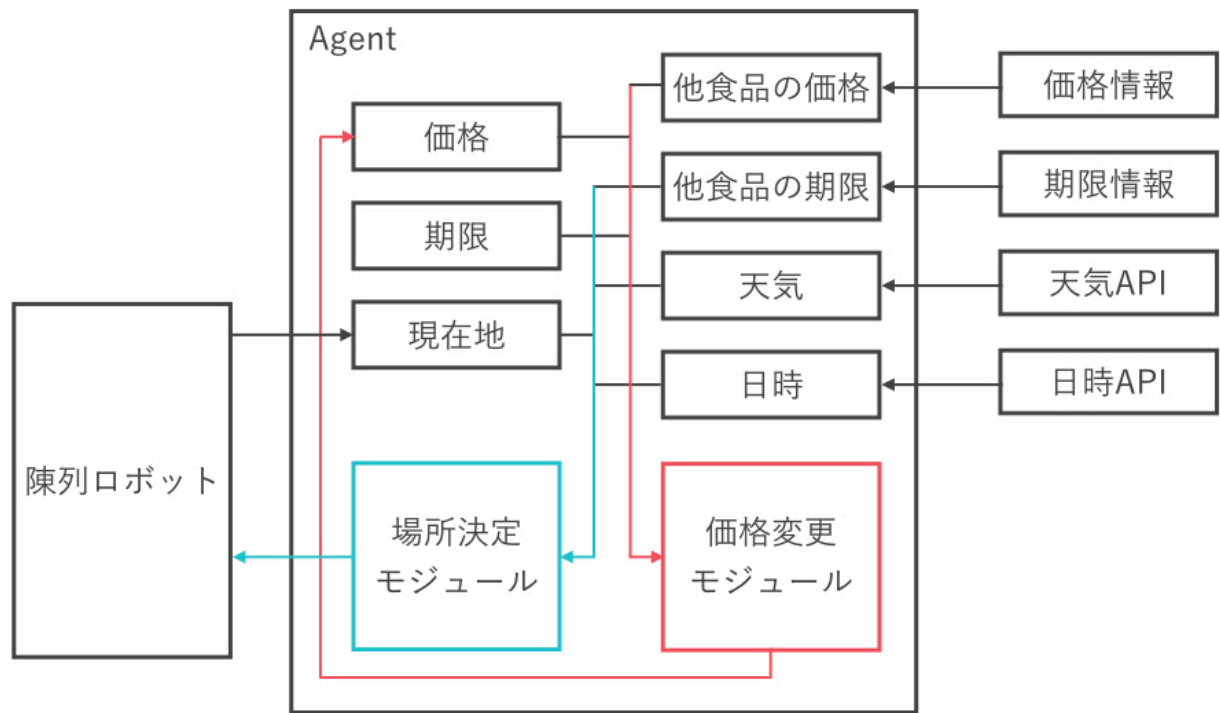 Agent
他食品の価格
価格情報
価格
他食品の期限
期限情報
期限
天気
天気API
現在地
日時
日時API
陳列ロボット
場所決定
モジュール
価格変更
モジュール